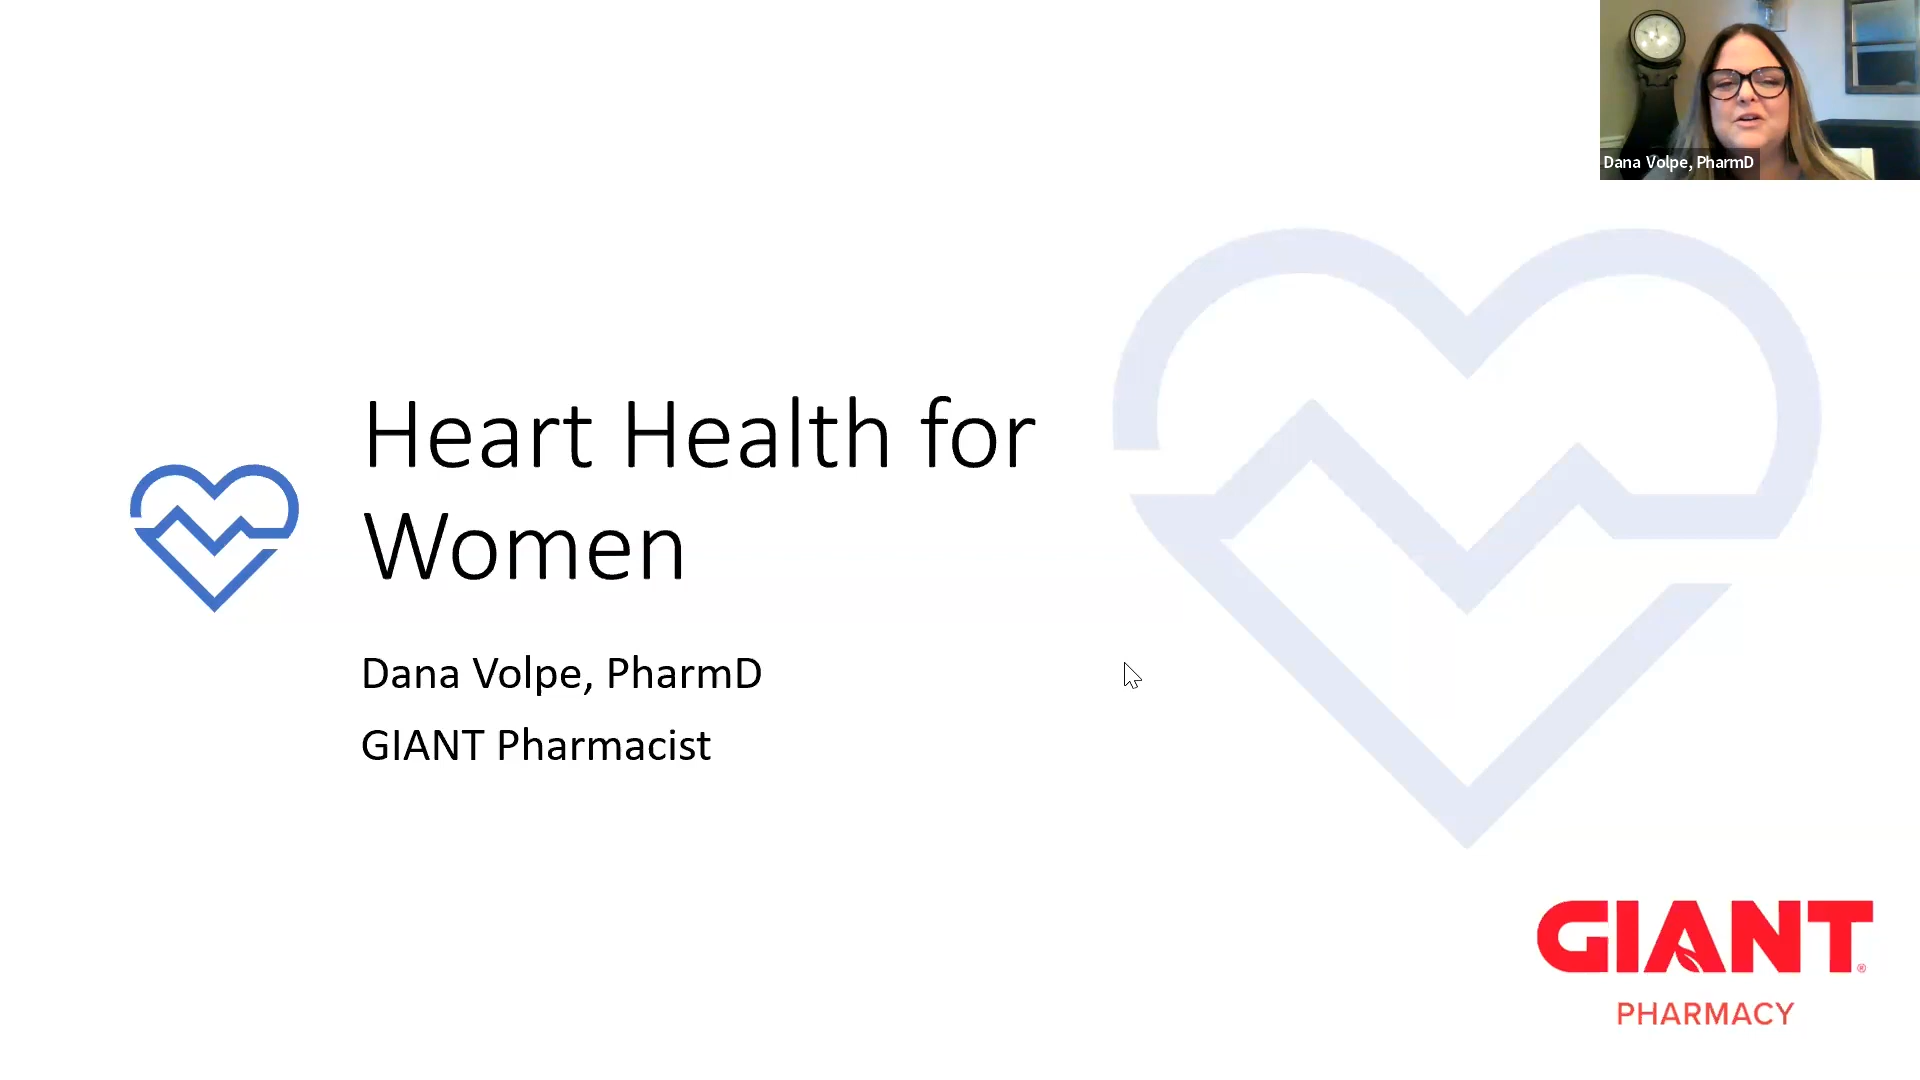 Dana Volpe, PharmD
Heart Health for
Women
Dana Volpe, PharmD
GIANT Pharmacist
GIANT®
PHARMACY